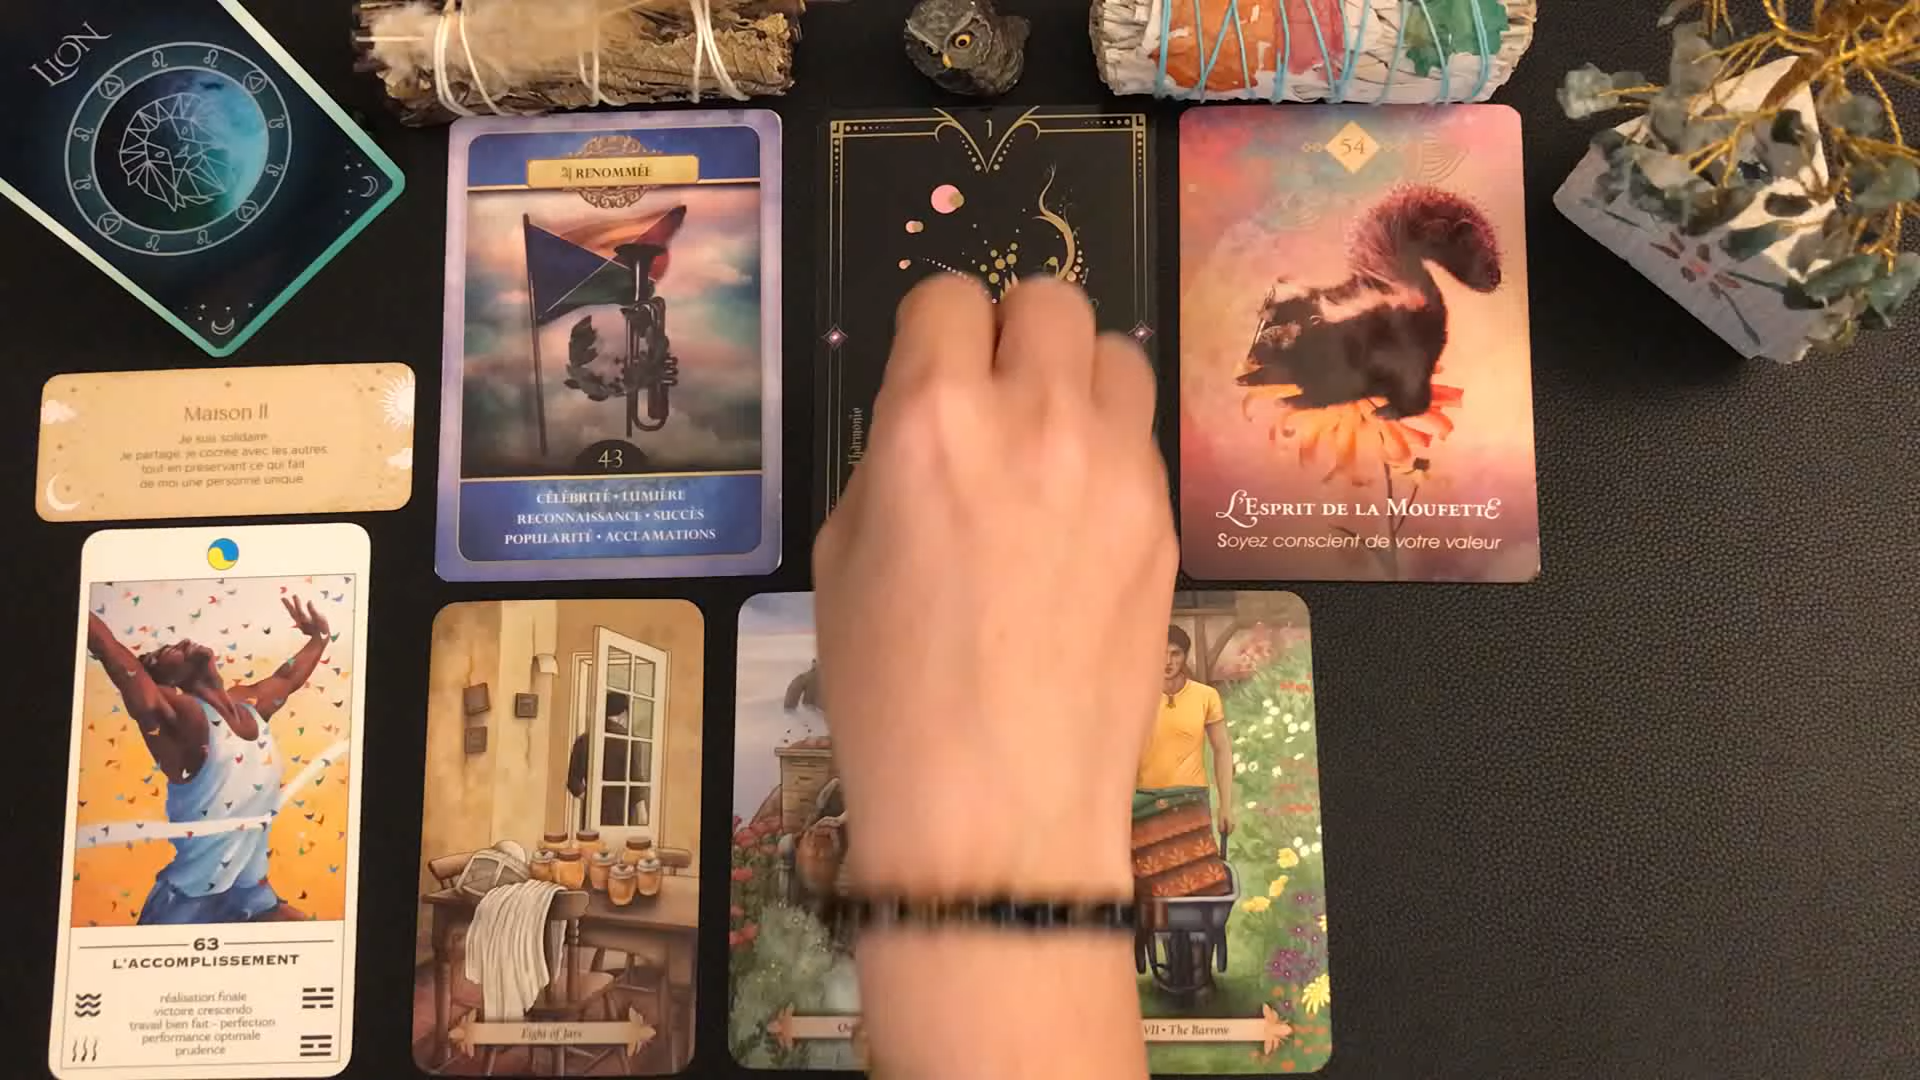 LION
Maison II
Je suis solidaire
Je partage, je cocrée avec les autres
tout en préservant ce qui fait
de moi une personne unique
RENOMMÉE
43
CÉLÉBRITÉ • LUMIÈRE
RECONNAISSANCE • SUCCÈS
POPULARITÉ • ACCLAMATIONS
1
l'harmonie
54
L'ESPRIT DE LA MOUFETTE
Soyez conscient de votre valeur
63
L'ACCOMPLISSEMENT
réalisation finale
victoire crescendo
travail bien fait - perfection
performance optimale
prudence
Eight of Jars
VII • The Barrow